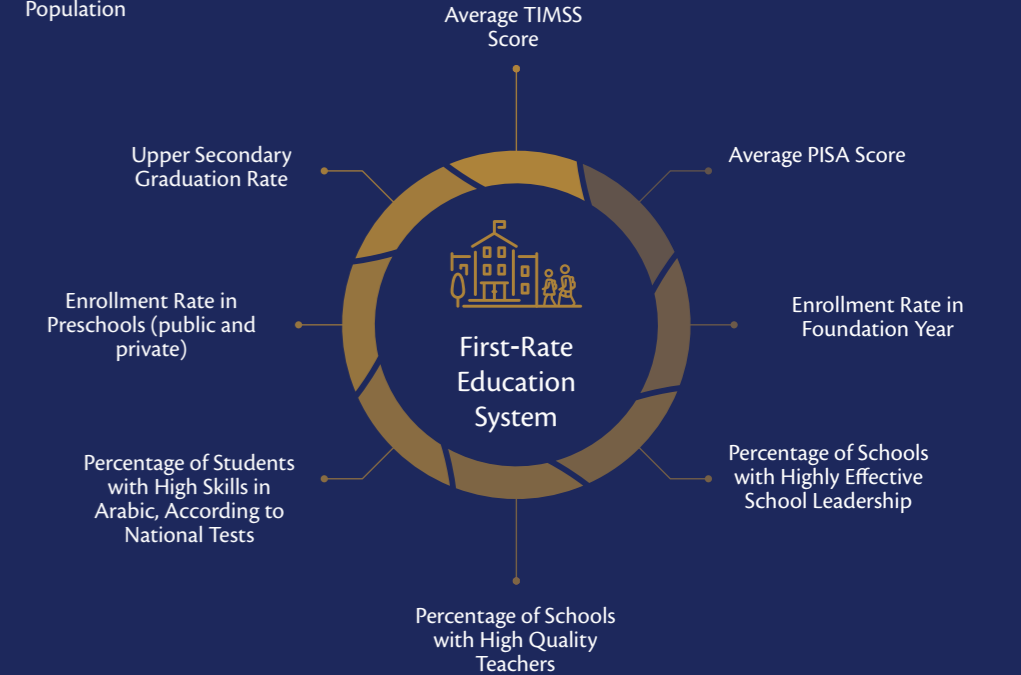 Population
Average TIMSS
Score
Upper Secondary
Graduation Rate
Average PISA Score
Enrollment Rate in
Preschools (public and
private)
First-Rate
Education
System
Enrollment Rate in
Foundation Year
Percentage of Students
with High Skills in
Arabic, According to
National Tests
Percentage of Schools
with Highly Effective
School Leadership
Percentage of Schools
with High Quality
Teachers